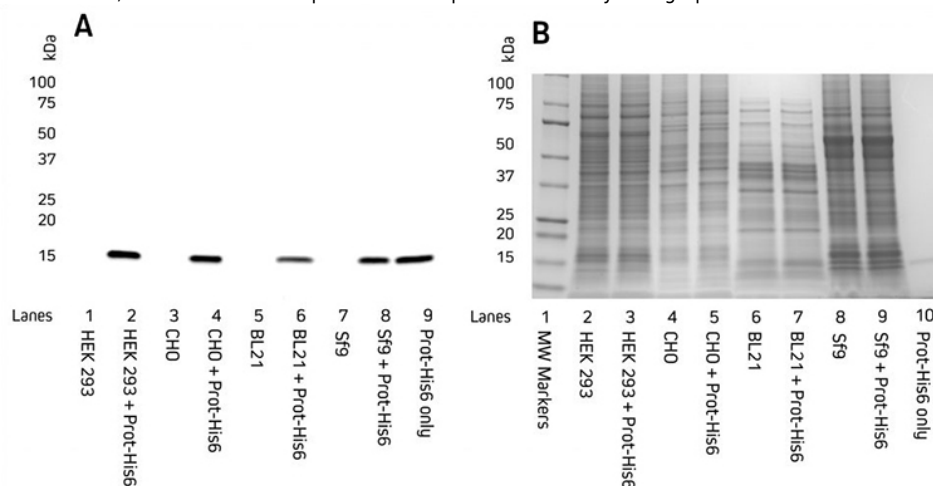 A
kDa
100
75
50
37
25
20
15
Lanes 1 2 3 4 5 6 7 8 9
HEK 293
HEK 293 + Prot-His6
CHO
CHO + Prot-His6
BL21
BL21 + Prot-His6
Sf9
Sf9 + Prot-His6
Prot-His6 only
B
kDa
100
75
50
37
25
20
15
Lanes 1 2 3 4 5 6 7 8 9 10
MW Markers
HEK 293
HEK 293 + Prot-His6
CHO
CHO + Prot-His6
BL21
BL21 + Prot-His6
Sf9
Sf9 + Prot-His6
Prot-His6 only